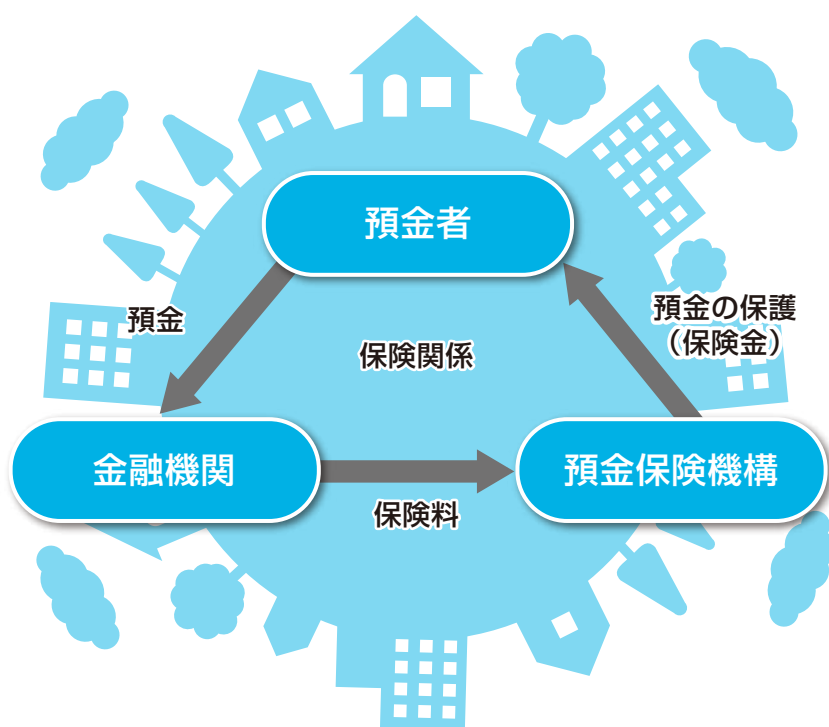 預金者
預金
預金の保護
（保険金）
保険関係
金融機関
預金保険機構
保険料